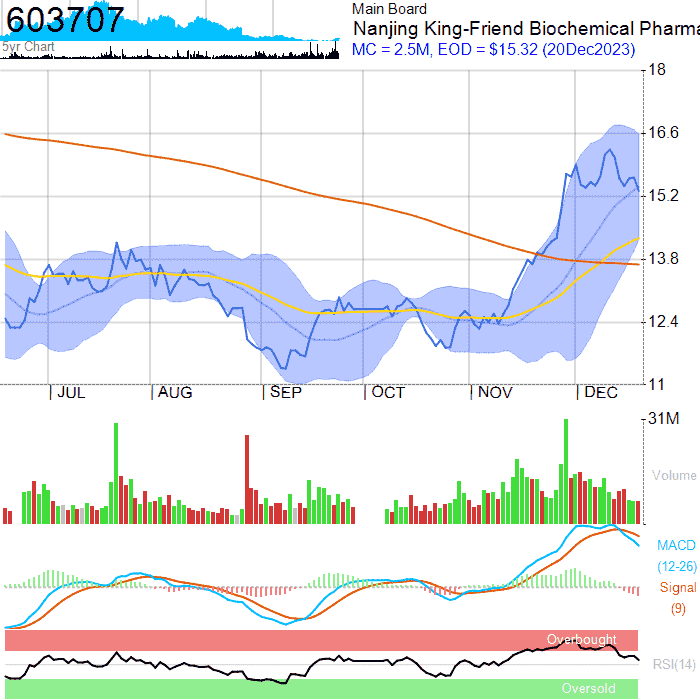 603707
5yr Chart
Main Board
Nanjing King-Friend Biochemical Pharma
MC = 2.5M, EOD = $15.32 (20Dec2023)
18
16.6
15.2
13.8
12.4
11
JUL AUG SEP OCT NOV DEC
31M
Volume
MACD
(12-26)
Signal
(9)
Overbought
RSI(14)
Oversold